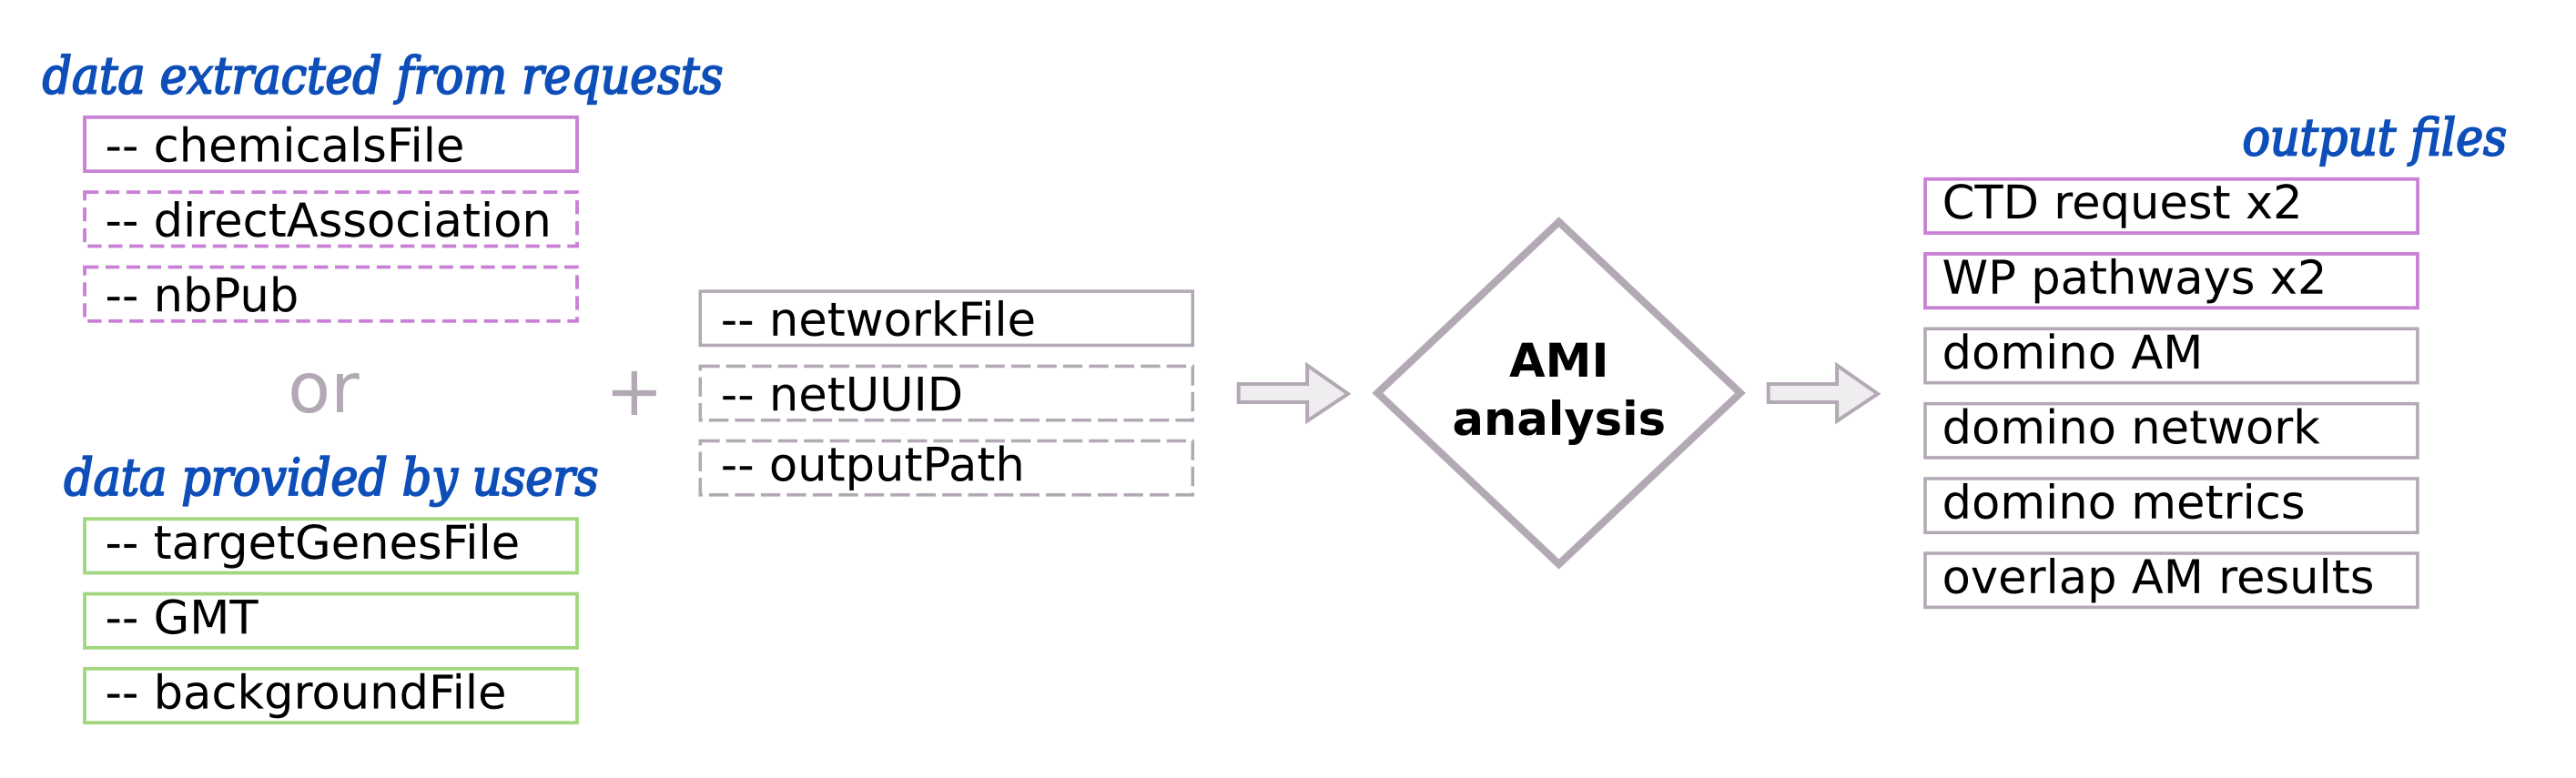 data extracted from requests
-- chemicalsFile
-- directAssociation
-- nbPub
or
data provided by users
-- targetGenesFile
-- GMT
-- backgroundFile
+
-- networkFile
-- netUUID
-- outputPath
AMI
analysis
output files
CTD request x2
WP pathways x2
domino AM
domino network
domino metrics
overlap AM results